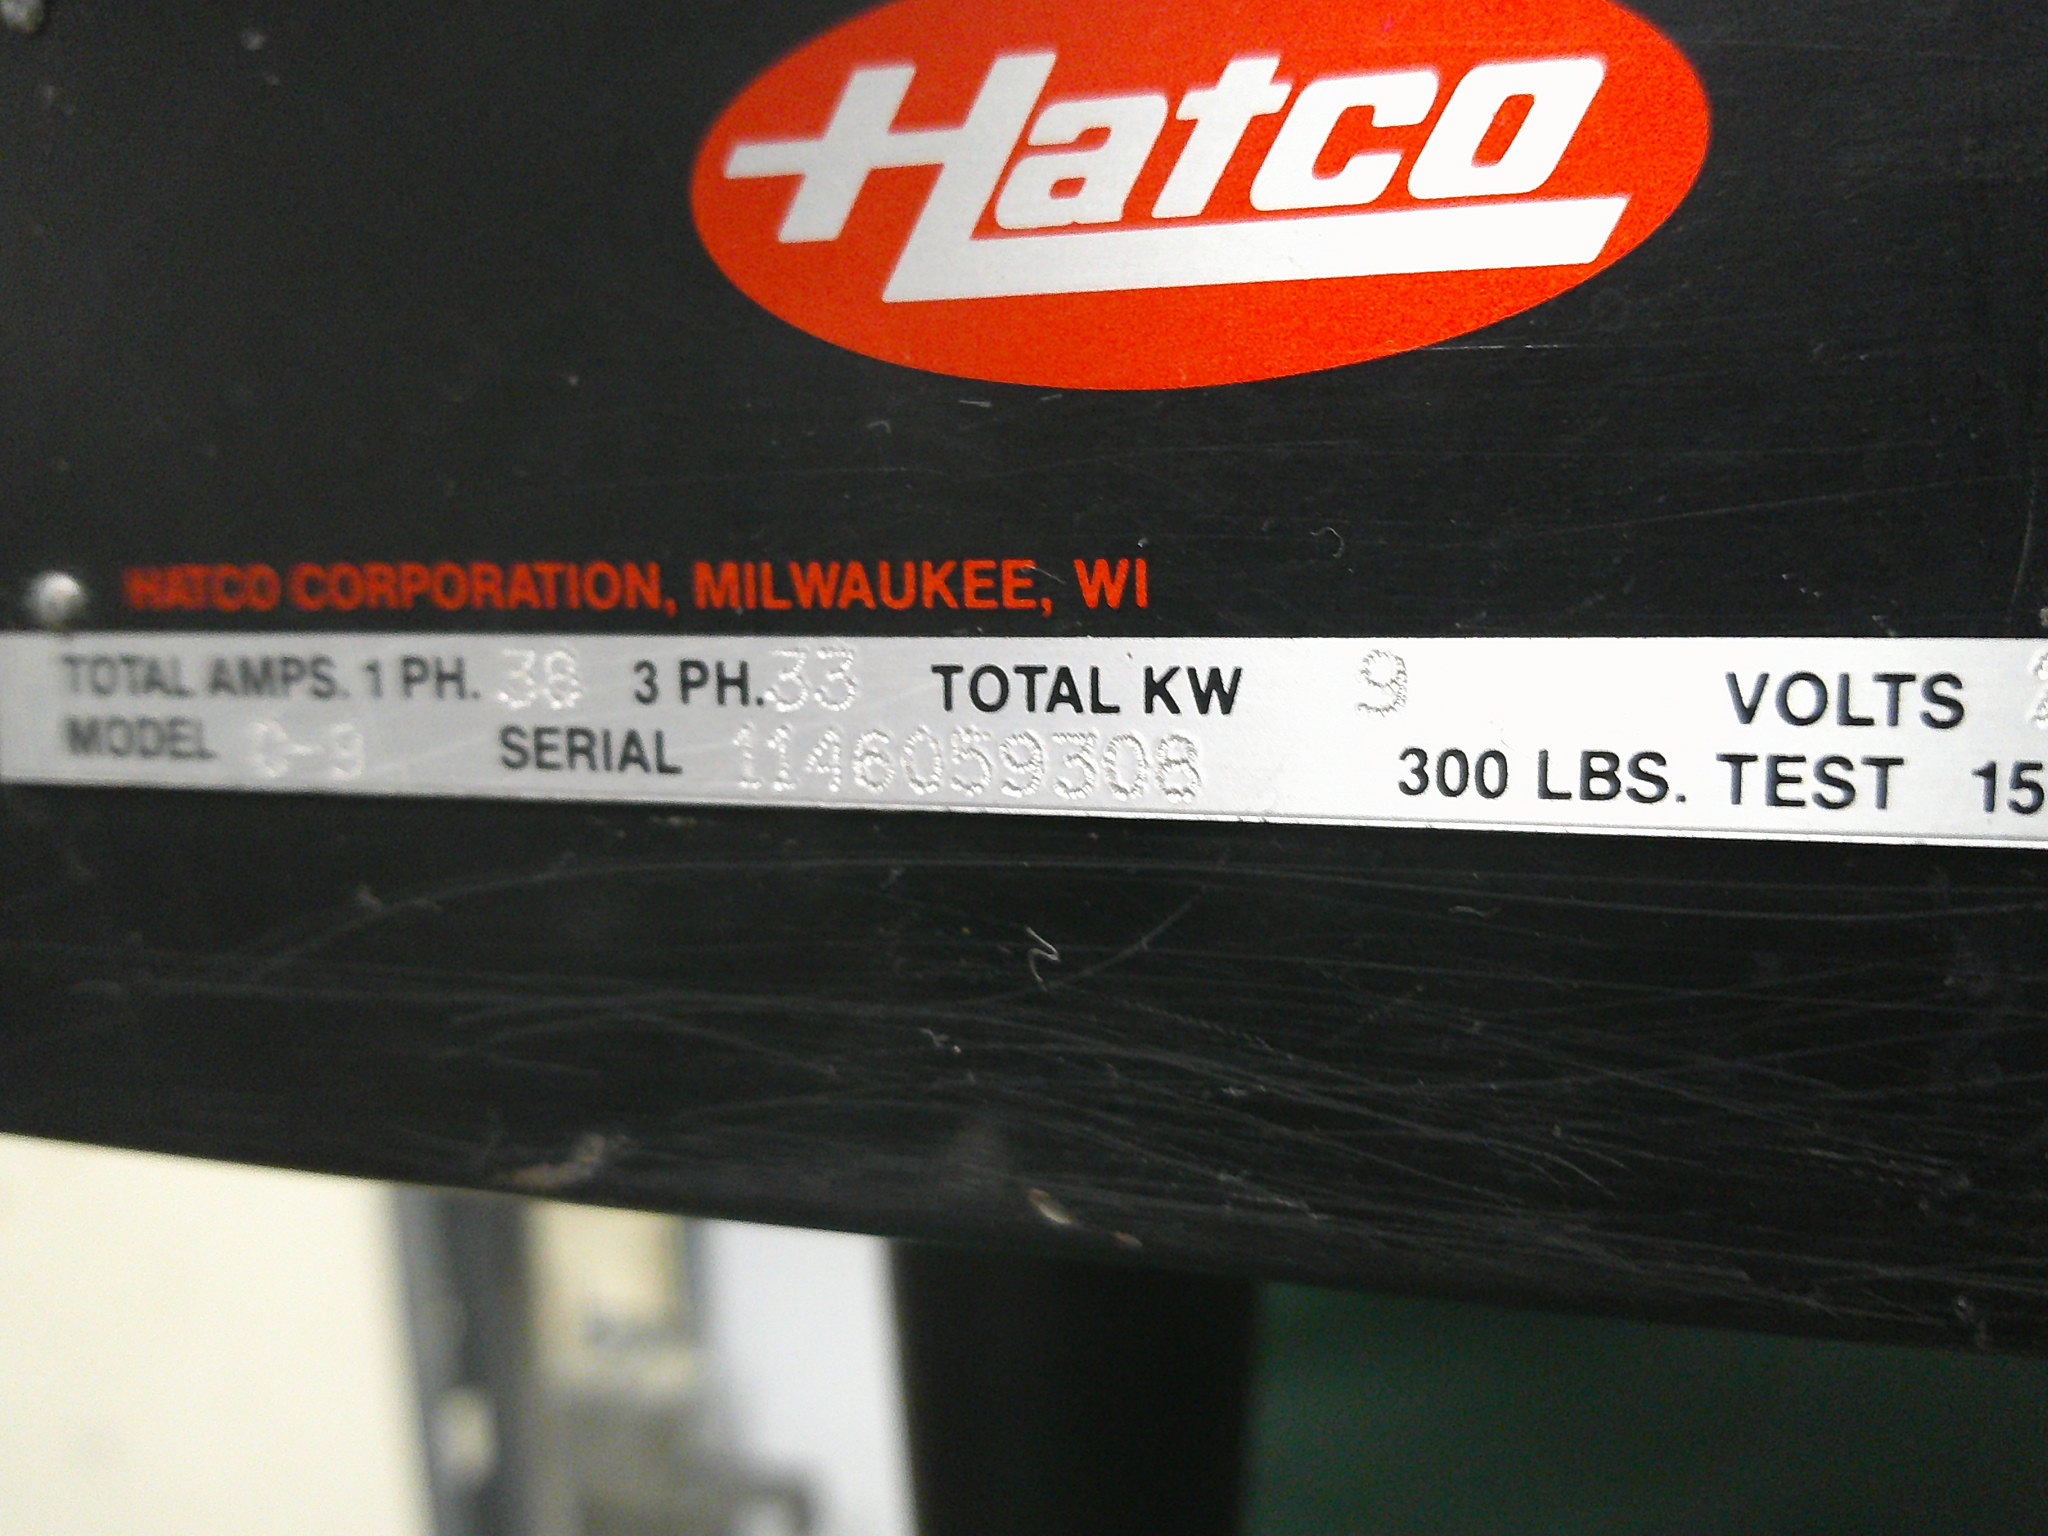 Hatco
HATCO CORPORATION, MILWAUKEE, WI
TOTAL AMPS. 1 PH. 38 3 PH. 33 TOTAL KW 9 VOLTS 2
MODEL C-9 SERIAL 1146059308 300 LBS. TEST 15